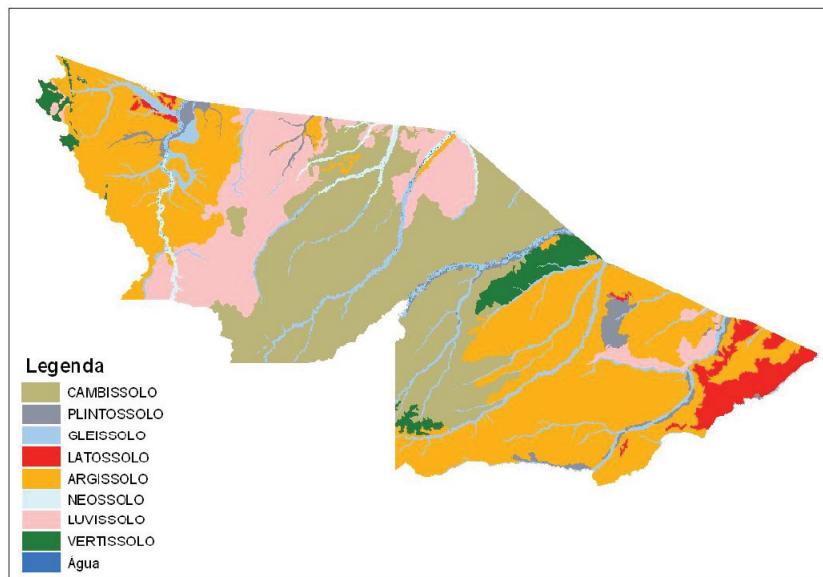 Legenda
CAMBISSOLO
PLINTOSSOLO
GLEISSOLO
LATOSSOLO
ARGISSOLO
NEOSSOLO
LUVISSOLO
VERTISSOLO
Água